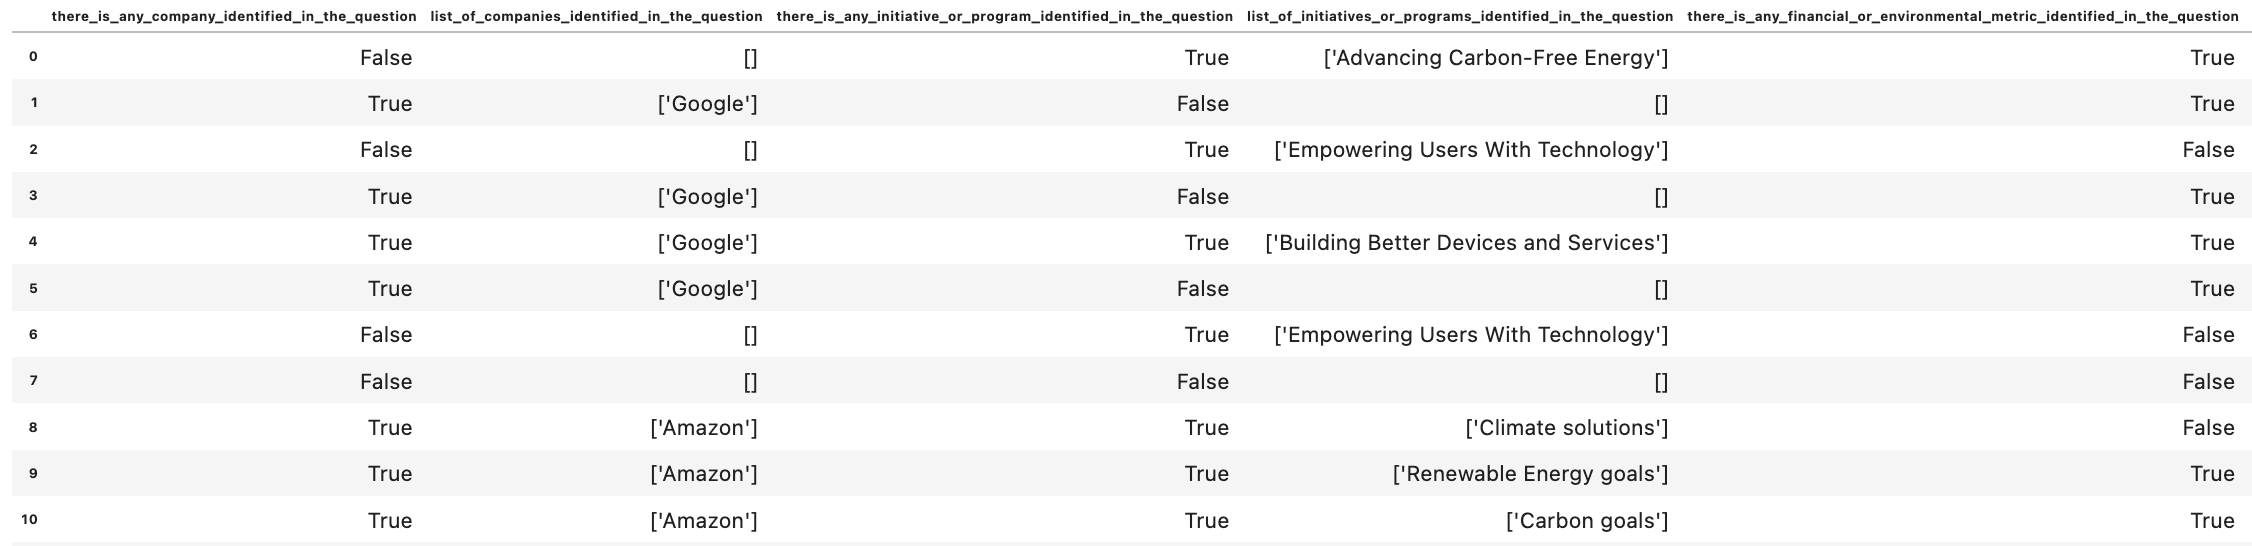 there_is_any_company_identified_in_the_question list_of_companies_identified_in_the_question there_is_any_initiative_or_program_identified_in_the_question list_of_initiatives_or_programs_identified_in_the_question there_is_any_financial_or_environmental_metric_identified_in_the_question
0 False [] True ['Advancing Carbon-Free Energy'] True
1 True ['Google'] False [] True
2 False [] True ['Empowering Users With Technology'] False
3 True ['Google'] False [] True
4 True ['Google'] True ['Building Better Devices and Services'] True
5 True ['Google'] False [] True
6 False [] True ['Empowering Users With Technology'] False
7 False [] False [] False
8 True ['Amazon'] True ['Climate solutions'] False
9 True ['Amazon'] True ['Renewable Energy goals'] True
10 True ['Amazon'] True ['Carbon goals'] True